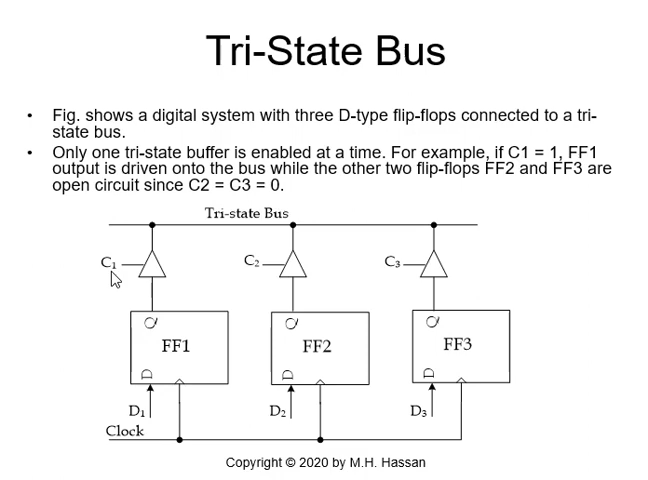 Tri-State Bus
• Fig. shows a digital system with three D-type flip-flops connected to a tri-
state bus.
• Only one tri-state buffer is enabled at a time. For example, if C1 = 1, FF1
output is driven onto the bus while the other two flip-flops FF2 and FF3 are
open circuit since C2 = C3 = 0.
Tri-state Bus
C₁ C₂ C₃
Q Q Q
FF1 FF2 FF3
D D D
D₁ D₂ D₃
Clock
Copyright © 2020 by M.H. Hassan